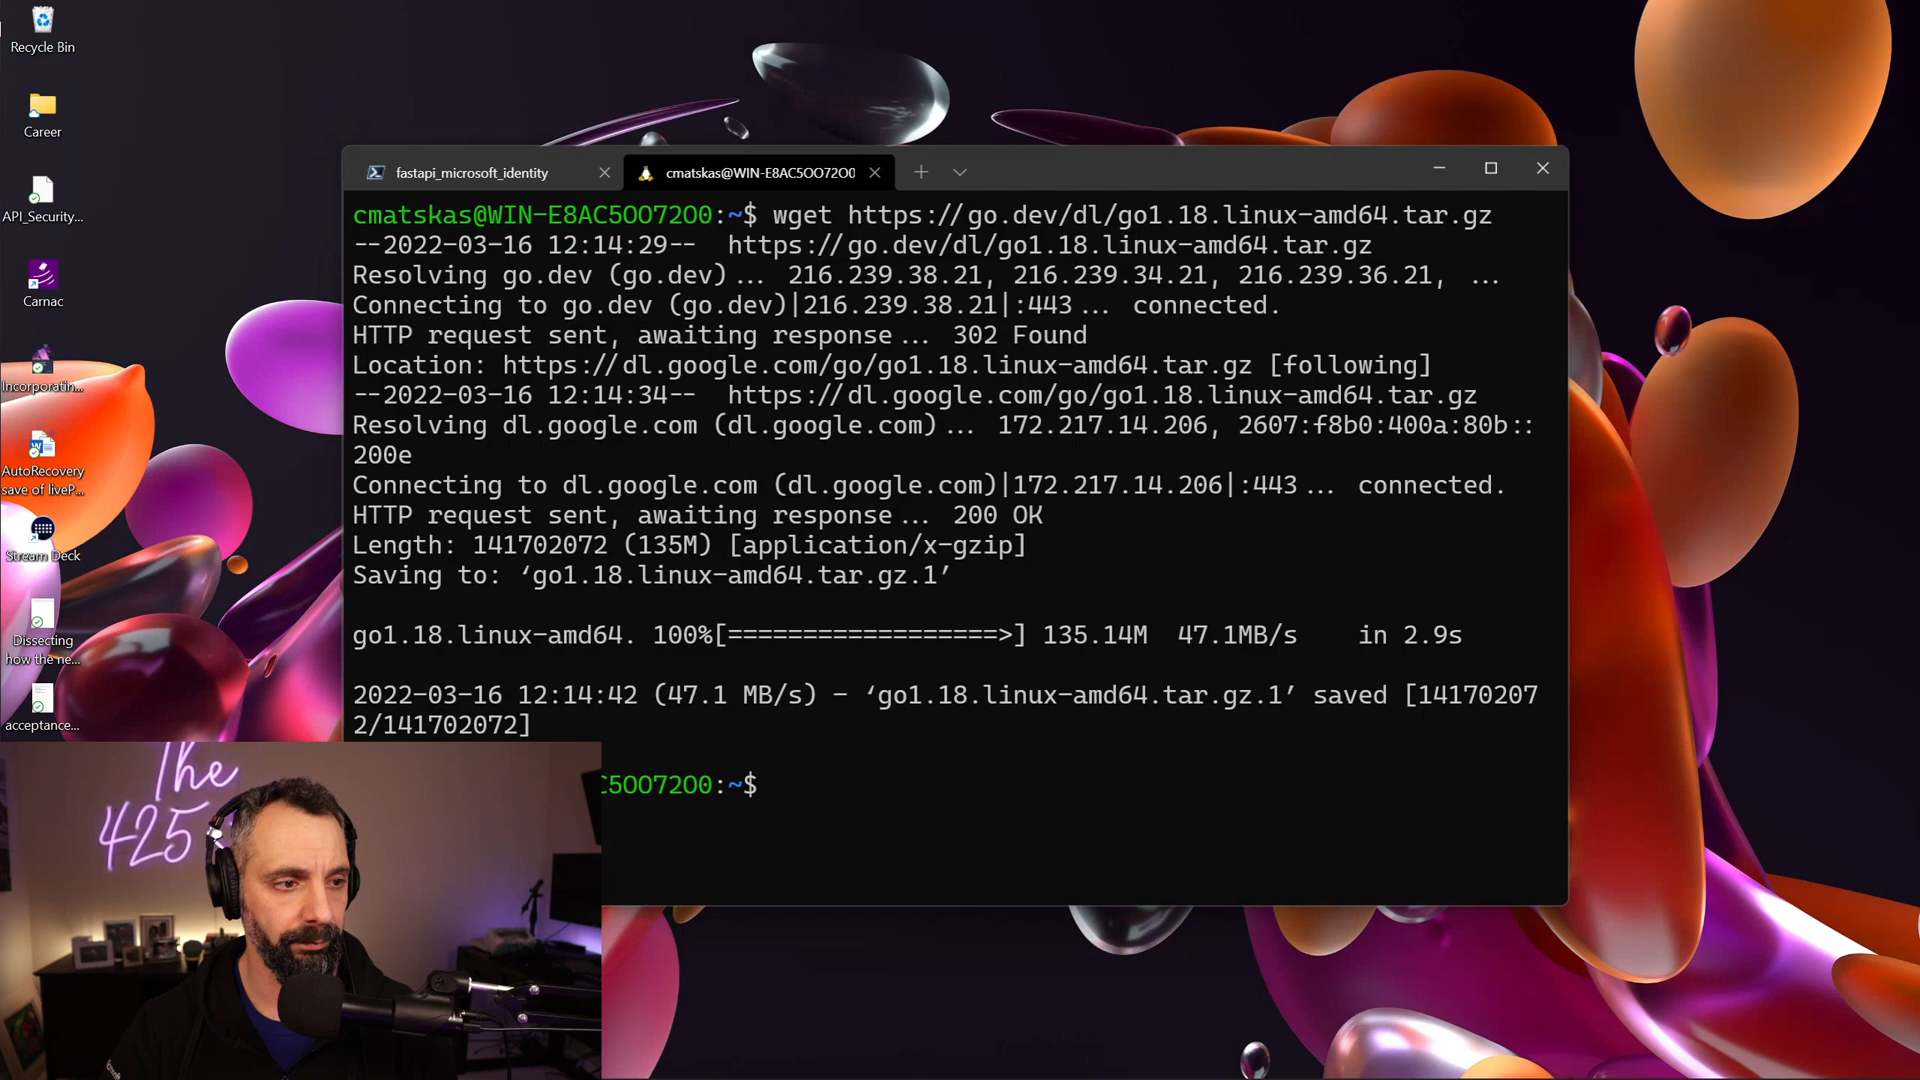 Recycle Bin
Career
API_Security...
Carnac
Incorporatin...
AutoRecovery
save of liveP...
Stream Deck
Dissecting
how the ne...
acceptance...
fastapi_microsoft_identity
cmatskas@WIN-E8AC5OO72O0
cmatskas@WIN-E8AC5OO72O0:~$ wget https://go.dev/dl/go1.18.linux-amd64.tar.gz
--2022-03-16 12:14:29--  https://go.dev/dl/go1.18.linux-amd64.tar.gz
Resolving go.dev (go.dev)... 216.239.38.21, 216.239.34.21, 216.239.36.21, ...
Connecting to go.dev (go.dev)|216.239.38.21|:443... connected.
HTTP request sent, awaiting response... 302 Found
Location: https://dl.google.com/go/go1.18.linux-amd64.tar.gz [following]
--2022-03-16 12:14:34--  https://dl.google.com/go/go1.18.linux-amd64.tar.gz
Resolving dl.google.com (dl.google.com)... 172.217.14.206, 2607:f8b0:400a:80b::
200e
Connecting to dl.google.com (dl.google.com)|172.217.14.206|:443... connected.
HTTP request sent, awaiting response... 200 OK
Length: 141702072 (135M) [application/x-gzip]
Saving to: ‘go1.18.linux-amd64.tar.gz.1’
go1.18.linux-amd64. 100%[==================>] 135.14M  47.1MB/s    in 2.9s
2022-03-16 12:14:42 (47.1 MB/s) - ‘go1.18.linux-amd64.tar.gz.1’ saved [14170207
2/141702072]
C5OO72O0:~$
The
425